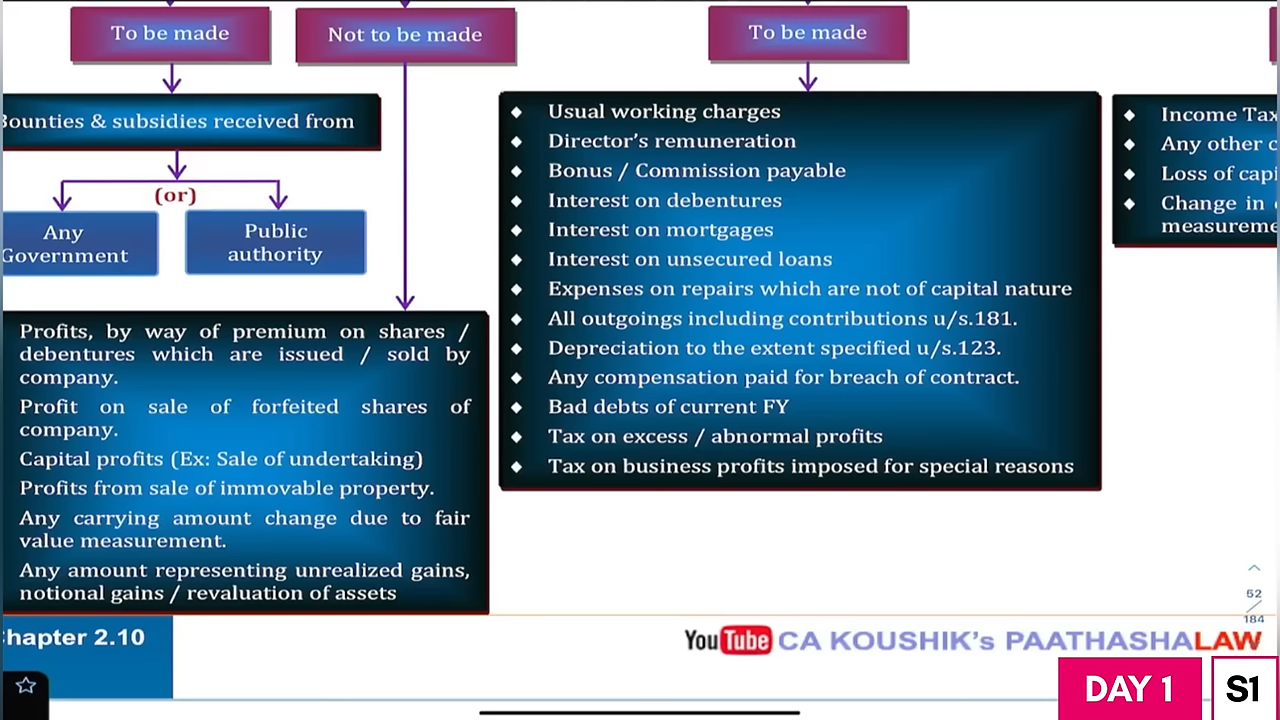 To be made
Not to be made
To be made
Bounties & subsidies received from
(or)
Any
Government
Public
authority
Profits, by way of premium on shares /
debentures which are issued / sold by
company.
Profit on sale of forfeited shares of
company.
Capital profits (Ex: Sale of undertaking)
Profits from sale of immovable property.
Any carrying amount change due to fair
value measurement.
Any amount representing unrealized gains,
notional gains / revaluation of assets
◆ Usual working charges
◆ Director's remuneration
◆ Bonus / Commission payable
◆ Interest on debentures
◆ Interest on mortgages
◆ Interest on unsecured loans
◆ Expenses on repairs which are not of capital nature
◆ All outgoings including contributions u/s.181.
◆ Depreciation to the extent specified u/s.123.
◆ Any compensation paid for breach of contract.
◆ Bad debts of current FY
◆ Tax on excess / abnormal profits
◆ Tax on business profits imposed for special reasons
◆ Income Tax
◆ Any other
◆ Loss of
◆ Change in
52
184
Chapter 2.10
YouTube CA KOUSHIK's PAATHASHALAW
DAY 1
S1